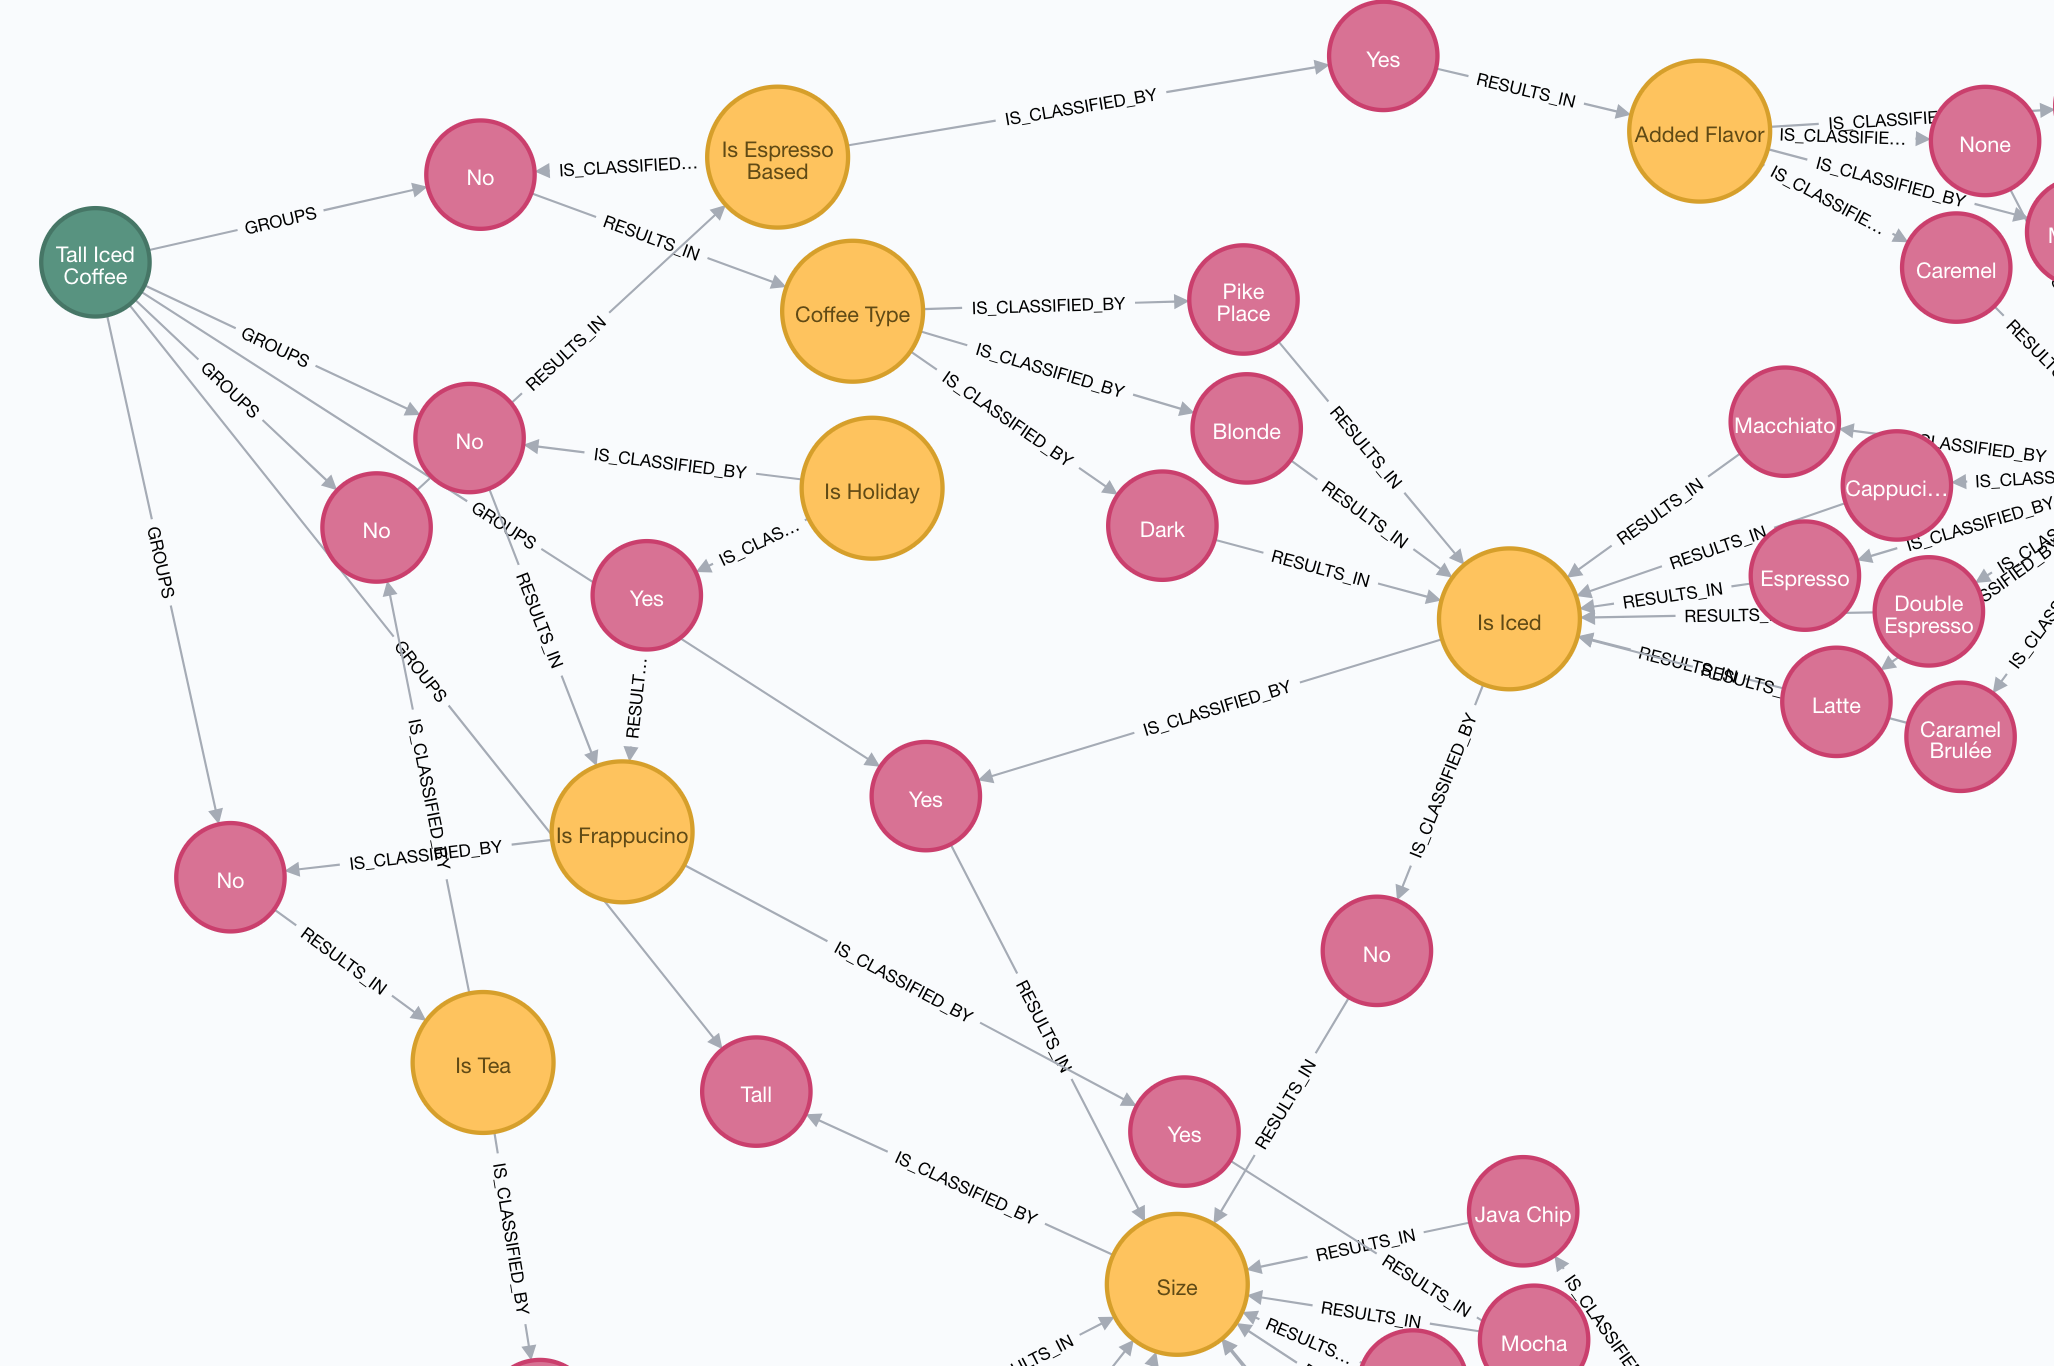 Yes
RESULTS_IN
IS_CLASSIFIED_BY
Added Flavor
IS_CLASSIFIE
IS_CLASSIFIE...
None
IS_CLASSIFIED_BY
IS_CLASSIFIE...
Caremel
RESULTS
Is Espresso
Based
IS_CLASSIFIED...
No
GROUPS
RESULTS_IN
Tall Iced
Coffee
Coffee Type
IS_CLASSIFIED_BY
Pike
Place
IS_CLASSIFIED_BY
IS_CLASSIFIED_BY
Blonde
Dark
RESULTS_IN
RESULTS_IN
RESULTS_IN
GROUPS
GROUPS
RESULTS_IN
No
IS_CLASSIFIED_BY
Is Holiday
IS_CLAS...
GROUPS
No
Yes
GROUPS
RESULTS_IN
RESULT...
GROUPS
Macchiato
LASSIFIED_BY
Cappuci...
IS_CLASS
RESULTS_IN
RESULTS_IN
IS_CLASSIFIED_BY
Espresso
RESULTS_IN
Double
Espresso
RESULTS_
IS_CLAS
SSIFIED_BY
IS_CLASS
Is Iced
RESULTS_IN
RESULTS_
Latte
Caramel
Brulée
IS_CLASSIFIED_BY
Yes
IS_CLASSIFIED_BY
IS_CLASSIFIED_BY
Is Frappucino
IS_CLASSIFIED_BY
No
RESULTS_IN
IS_CLASSIFIED_BY
No
RESULTS_IN
RESULTS_IN
Is Tea
Tall
Yes
IS_CLASSIFIED_BY
IS_CLASSIFIED_BY
Java Chip
RESULTS_IN
RESULTS_IN
IS_CLASSIFIE
Size
RESULTS_IN
Mocha
RESULTS...
ULTS_IN